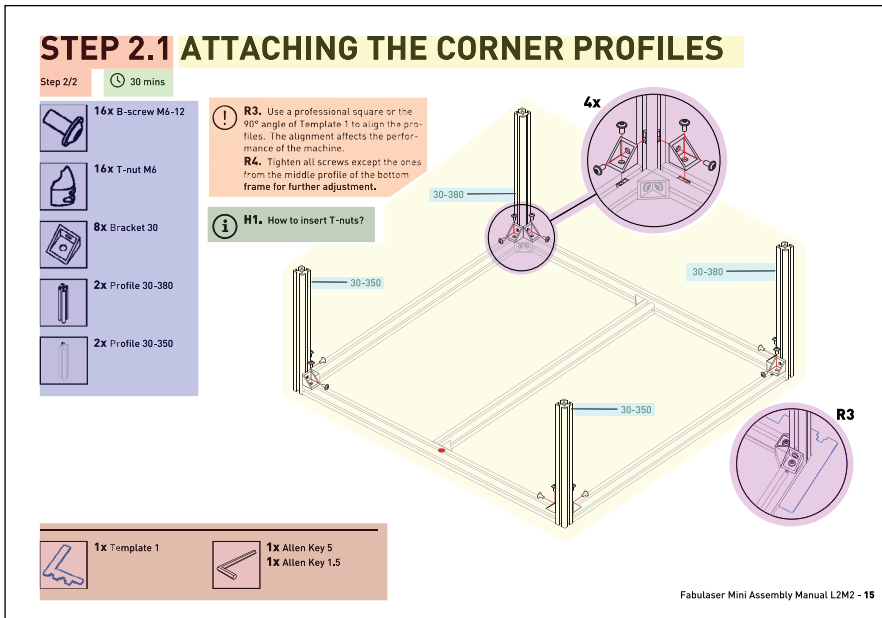 STEP 2.1 ATTACHING THE CORNER PROFILES
Step 2/2
30 mins
16x B-screw M6-12
16x T-nut M6
8x Bracket 30
2x Profile 30-380
2x Profile 30-350
R3. Use a professional square or the
90° angle of Template 1 to align the pro-
files. The alignment affects the perfor-
mance of the machine.
R4. Tighten all screws except the ones
from the middle profile of the bottom
frame for further adjustment.
H1. How to insert T-nuts?
4x
30-380
30-350
30-380
30-350
R3
1x Template 1
1x Allen Key 5
1x Allen Key 1.5
Fabulaser Mini Assembly Manual L2M2 - 15